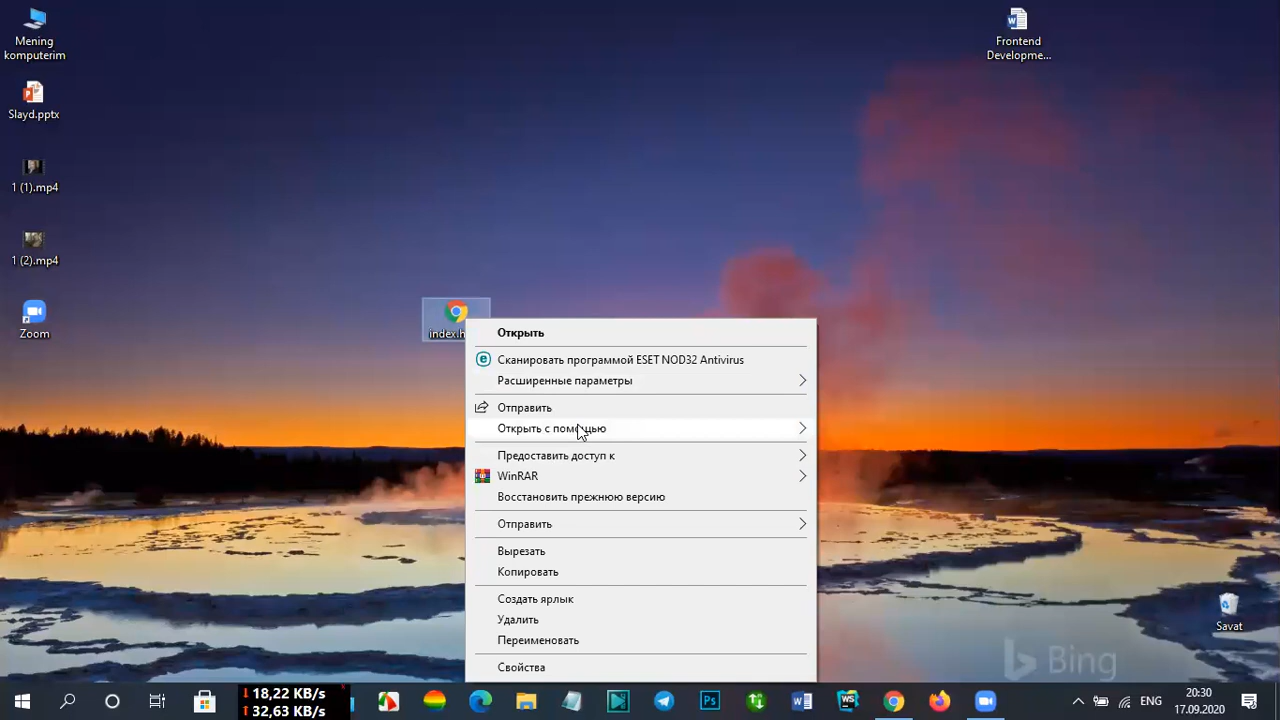 Mening
komputerim
Slayd.pptx
1 (1).mp4
1 (2).mp4
Zoom
Frontend
Developme...
Открыть
Сканировать программой ESET NOD32 Antivirus
Расширенные параметры
Отправить
Открыть с помощью
Предоставить доступ к
WinRAR
Восстановить прежнюю версию
Отправить
Вырезать
Копировать
Создать ярлык
Удалить
Переименовать
Свойства
Savat
Bing
18,22 KB/s
32,63 KB/s
Ps
W
WS
ENG
20:30
17.09.2020